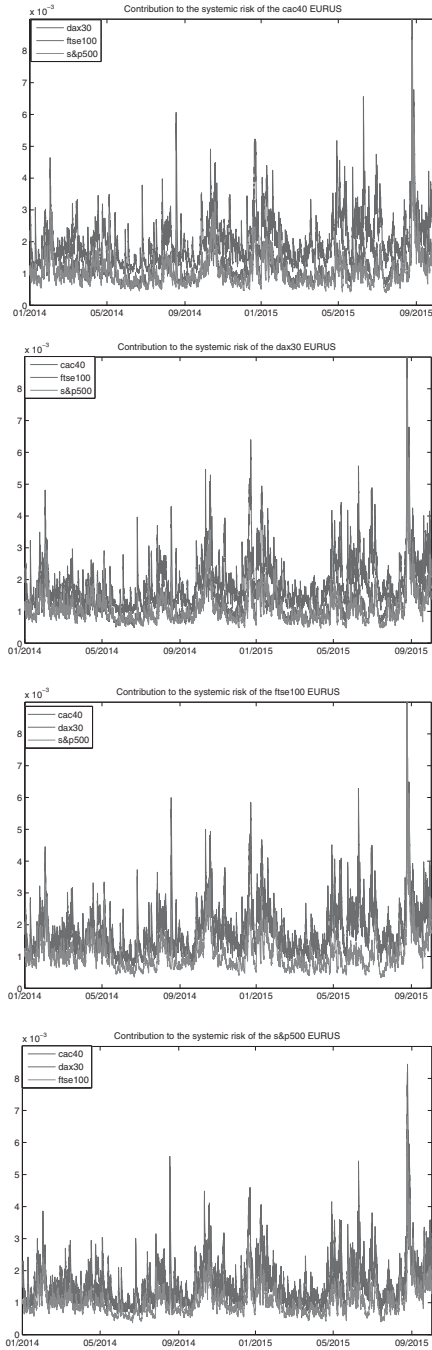 Contribution to the systemic risk of the cac40 EURUS
x 10⁻³
dax30
ftse100
s&p500
8
7
6
5
4
3
2
1
0
01/2014 05/2014 09/2014 01/2015 05/2015 09/2015
Contribution to the systemic risk of the dax30 EURUS
x 10⁻³
cac40
ftse100
s&p500
8
7
6
5
4
3
2
1
0
01/2014 05/2014 09/2014 01/2015 05/2015 09/2015
Contribution to the systemic risk of the ftse100 EURUS
x 10⁻³
cac40
dax30
s&p500
8
7
6
5
4
3
2
1
0
01/2014 05/2014 09/2014 01/2015 05/2015 09/2015
Contribution to the systemic risk of the s&p500 EURUS
x 10⁻³
cac40
dax30
ftse100
8
7
6
5
4
3
2
1
0
01/2014 05/2014 09/2014 01/2015 05/2015 09/2015